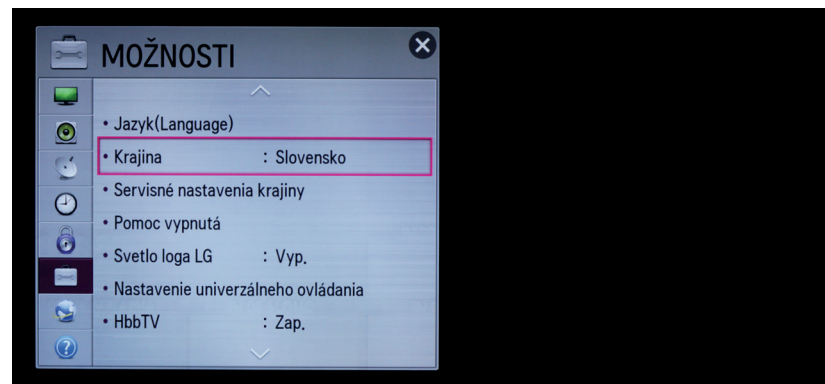 MOŽNOSTI
• Jazyk(Language)
• Krajina : Slovensko
• Servisné nastavenia krajiny
• Pomoc vypnutá
• Svetlo loga LG : Vyp.
• Nastavenie univerzálneho ovládania
• HbbTV : Zap.
?